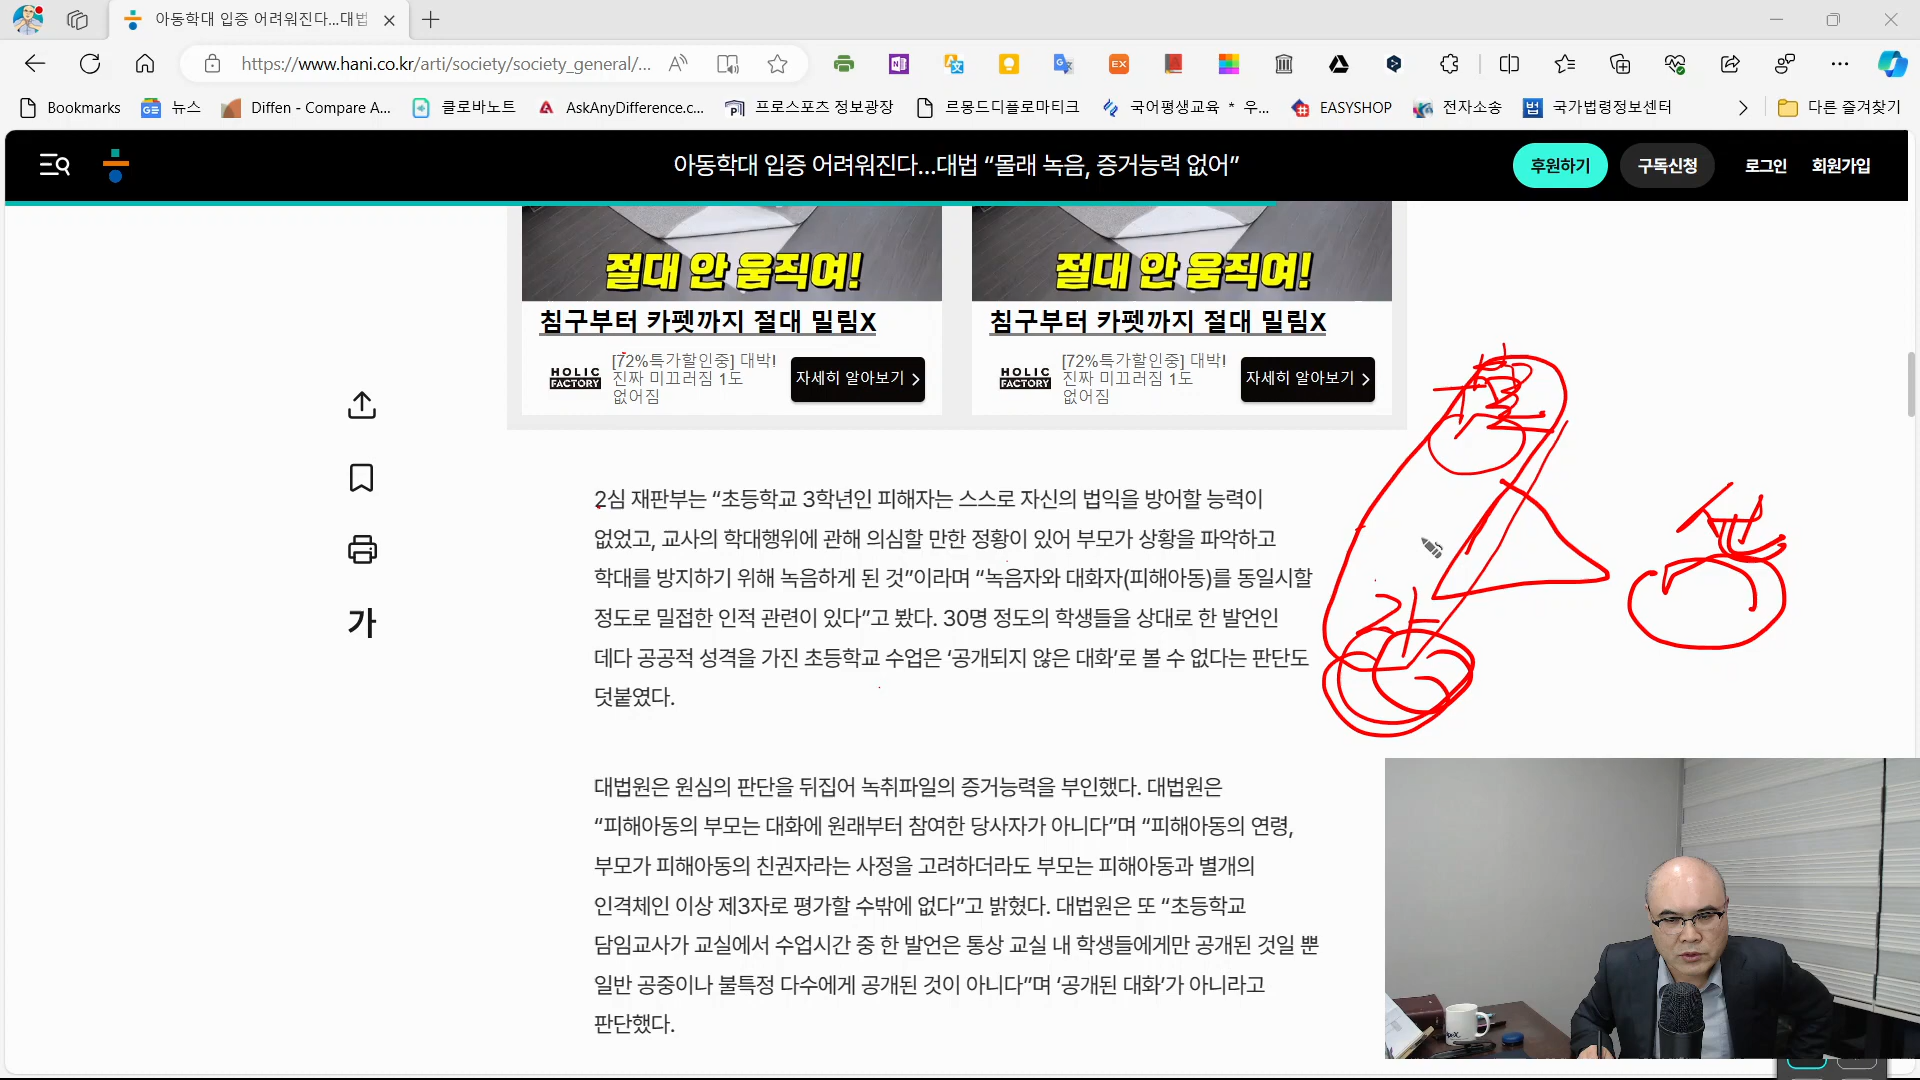 아동학대 입증 어려워진다...대법
https://www.hani.co.kr/arti/society/society_general/...
Bookmarks
뉴스
Diffen - Compare A...
클로바노트
AskAnyDifference.c...
프로스포츠 정보광장
르몽드디플로마티크
국어평생교육 * 우...
EASYSHOP
전자소송
국가법령정보센터
다른 즐겨찾기
아동학대 입증 어려워진다...대법 “몰래 녹음, 증거능력 없어”
후원하기
구독신청
로그인
회원가입
절대 안 움직여!
침구부터 카펫까지 절대 밀림X
HOLIC
FACTORY
[72%특가할인중] 대박!
진짜 미끄러짐 1도
없어짐
자세히 알아보기
절대 안 움직여!
침구부터 카펫까지 절대 밀림X
HOLIC
FACTORY
[72%특가할인중] 대박!
진짜 미끄러짐 1도
없어짐
자세히 알아보기
가
2심 재판부는 “초등학교 3학년인 피해자는 스스로 자신의 법익을 방어할 능력이
없었고, 교사의 학대행위에 관해 의심할 만한 정황이 있어 부모가 상황을 파악하고
학대를 방지하기 위해 녹음하게 된 것”이라며 “녹음자와 대화자(피해아동)를 동일시할
정도로 밀접한 인적 관련이 있다”고 봤다. 30명 정도의 학생들을 상대로 한 발언인
데다 공공적 성격을 가진 초등학교 수업은 ‘공개되지 않은 대화’로 볼 수 없다는 판단도
덧붙였다.
대법원은 원심의 판단을 뒤집어 녹취파일의 증거능력을 부인했다. 대법원은
“피해아동의 부모는 대화에 원래부터 참여한 당사자가 아니다”며 “피해아동의 연령,
부모가 피해아동의 친권자라는 사정을 고려하더라도 부모는 피해아동과 별개의
인격체인 이상 제3자로 평가할 수밖에 없다”고 밝혔다. 대법원은 또 “초등학교
담임교사가 교실에서 수업시간 중 한 발언은 통상 교실 내 학생들에게만 공개된 것일 뿐
일반 공중이나 불특정 다수에게 공개된 것이 아니다”며 ‘공개된 대화’가 아니라고
판단했다.